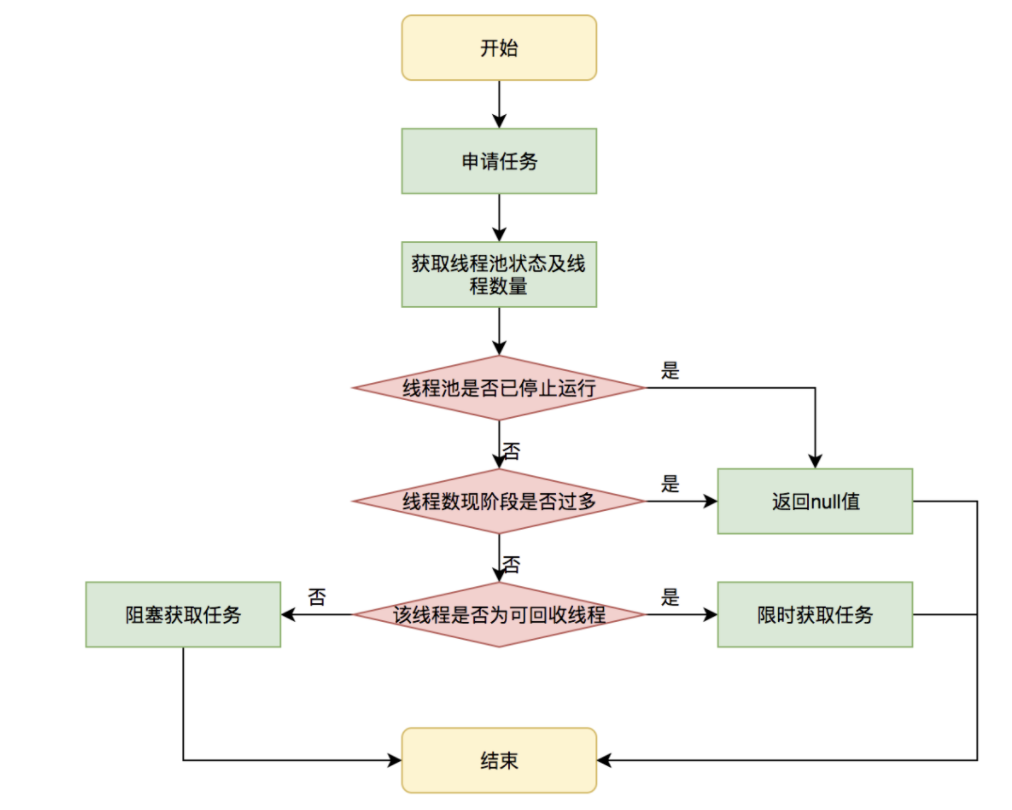 开始
申请任务
获取线程池状态及线
程数量
线程池是否已停止运行
是
否
线程数现阶段是否过多
是
返回null值
否
阻塞获取任务
否
该线程是否为可回收线程
是
限时获取任务
结束